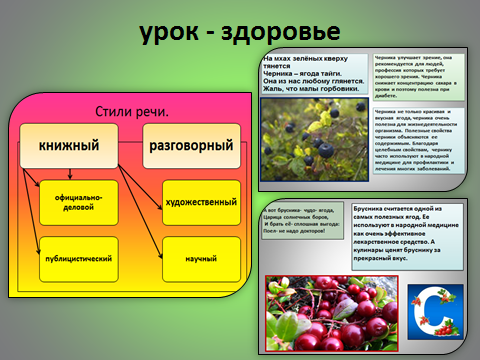 урок - здоровье
Стили речи.
книжный
разговорный
официально-
деловой
художественный
публицистический
научный
На мхах зелёных кверху
тянется
Черника – ягода тайги.
Она из нас любому глянется.
Жаль, что малы горбовики.
Черника улучшает зрение, она
рекомендуется для людей,
профессия которых требует
хорошего зрения. Черника
снижает концентрацию сахара в
крови и поэтому полезна при
диабете.
Черника не только красивая и
вкусная ягода, черника очень
полезна для жизнедеятельности
организма. Полезные свойства
черники объясняются ее
содержимым. Благодаря
целебным свойствам, чернику
часто используют в народной
медицине для профилактики и
лечения многих заболеваний.
А вот брусника- чудо- ягода,
Царица солнечных боров,
И брать её- сплошная выгода:
Поел- не надо докторов!
Брусника считается одной из
самых полезных ягод. Ее
используют в народной медицине
как очень эффективное
лекарственное средство. А
кулинары ценят бруснику за
прекрасный вкус.
С